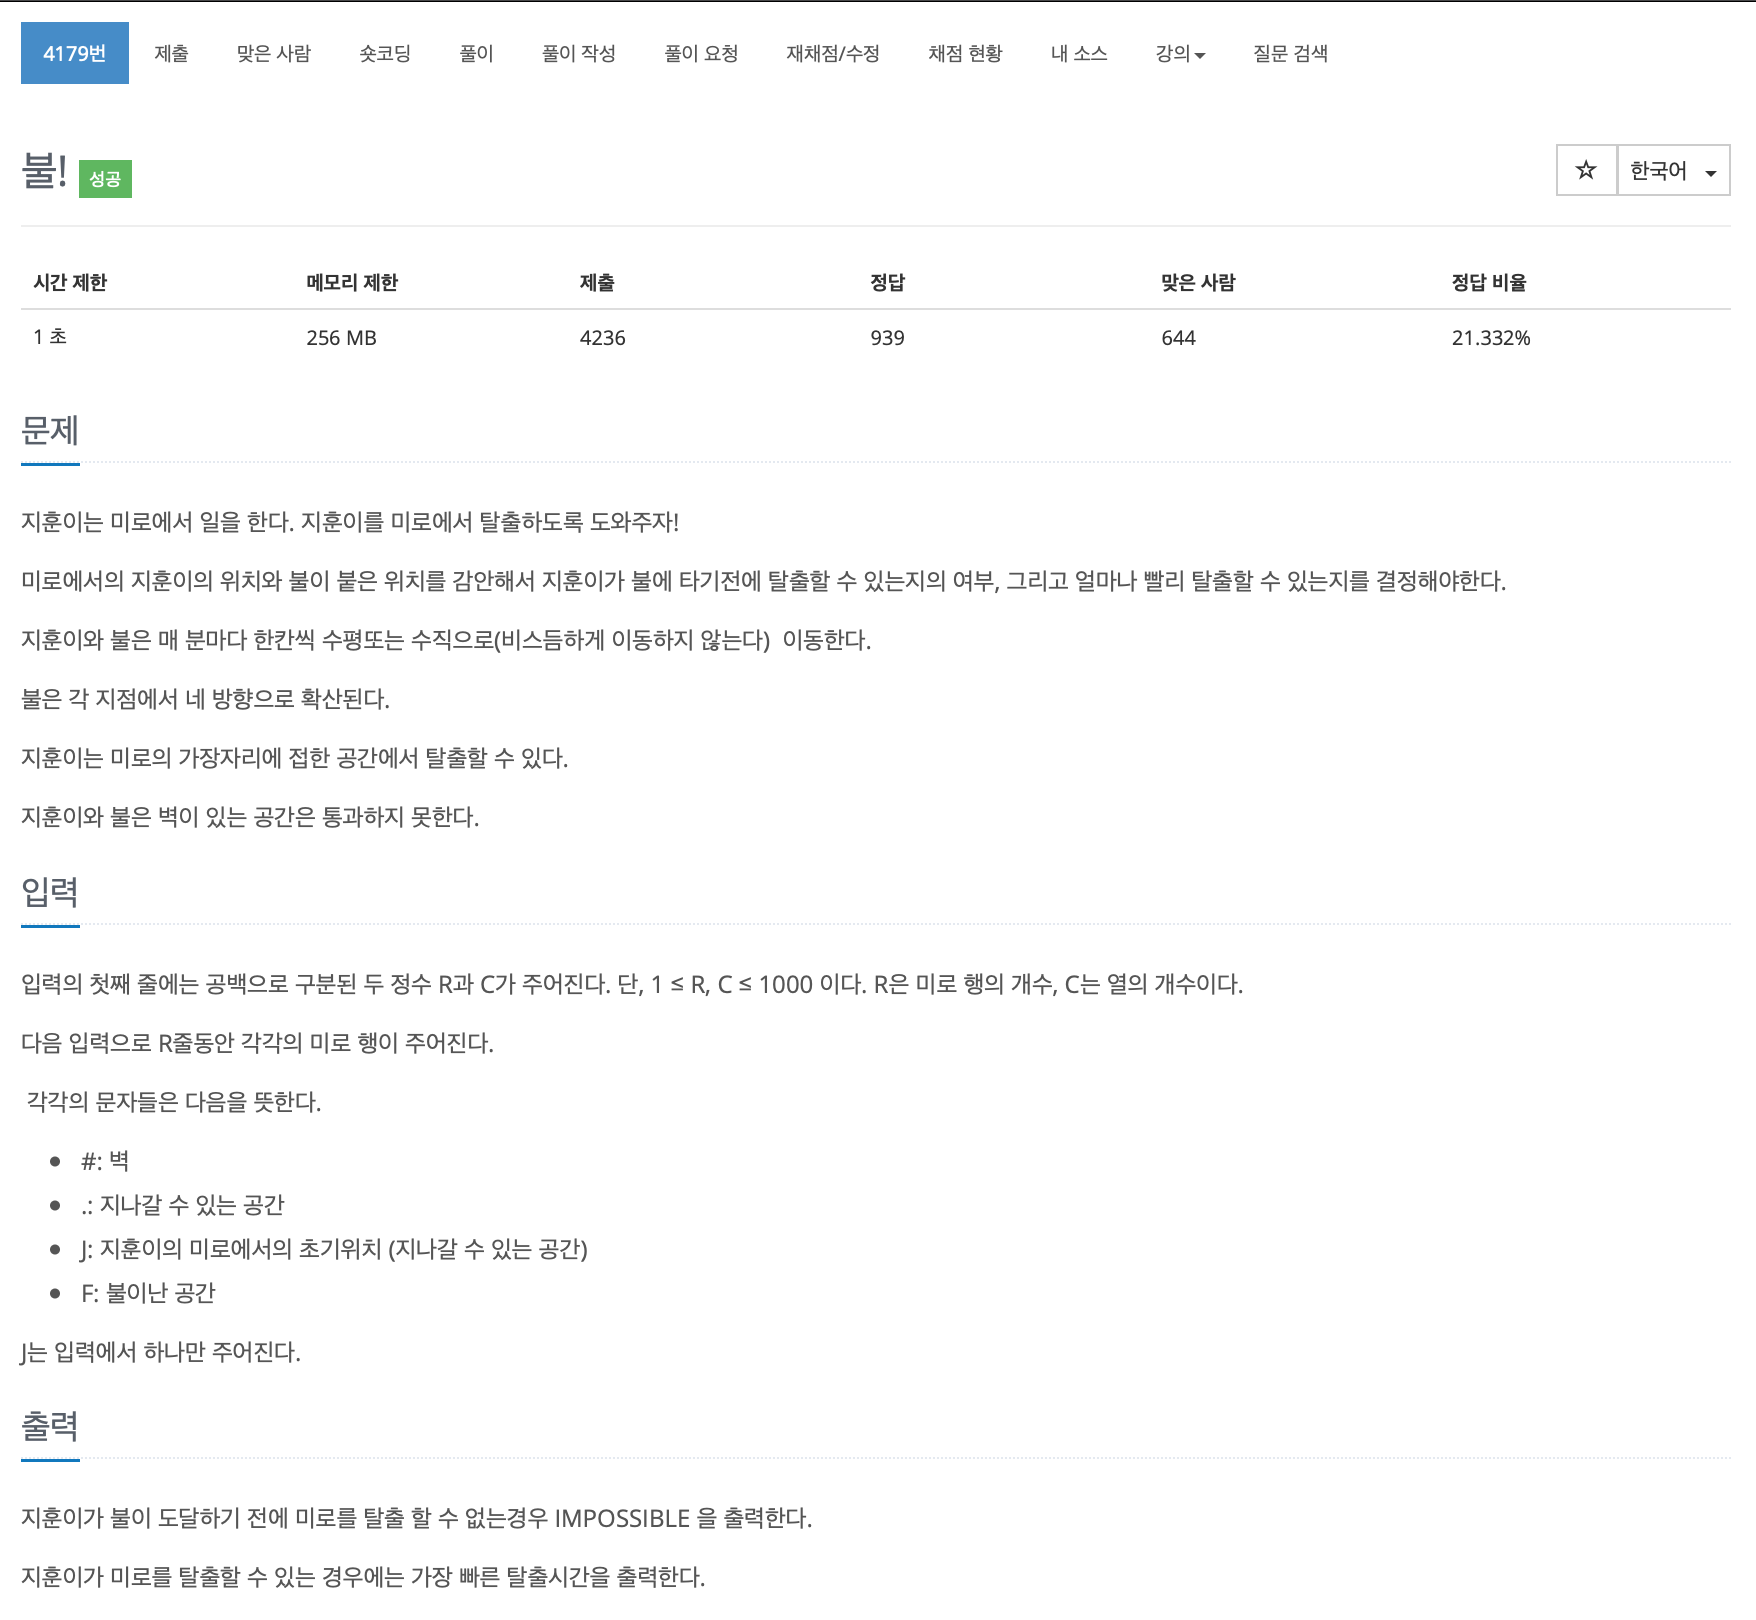 4179번 제출 맞은 사람 숏코딩 풀이 풀이 작성 풀이 요청 재채점/수정 채점 현황 내 소스 강의 질문 검색
불! 성공 한국어
시간 제한 메모리 제한 제출 정답 맞은 사람 정답 비율
1 초 256 MB 4236 939 644 21.332%
문제
지훈이는 미로에서 일을 한다. 지훈이를 미로에서 탈출하도록 도와주자!
미로에서의 지훈이의 위치와 불이 붙은 위치를 감안해서 지훈이가 불에 타기전에 탈출할 수 있는지의 여부, 그리고 얼마나 빨리 탈출할 수 있는지를 결정해야한다.
지훈이와 불은 매 분마다 한칸씩 수평또는 수직으로(비스듬하게 이동하지 않는다)  이동한다.
불은 각 지점에서 네 방향으로 확산된다.
지훈이는 미로의 가장자리에 접한 공간에서 탈출할 수 있다.
지훈이와 불은 벽이 있는 공간은 통과하지 못한다.
입력
입력의 첫째 줄에는 공백으로 구분된 두 정수 R과 C가 주어진다. 단, 1 ≤ R, C ≤ 1000 이다. R은 미로 행의 개수, C는 열의 개수이다.
다음 입력으로 R줄동안 각각의 미로 행이 주어진다.
각각의 문자들은 다음을 뜻한다.
● #: 벽
● .: 지나갈 수 있는 공간
● J: 지훈이의 미로에서의 초기위치 (지나갈 수 있는 공간)
● F: 불이난 공간
J는 입력에서 하나만 주어진다.
출력
지훈이가 불이 도달하기 전에 미로를 탈출 할 수 없는경우 IMPOSSIBLE 을 출력한다.
지훈이가 미로를 탈출할 수 있는 경우에는 가장 빠른 탈출시간을 출력한다.